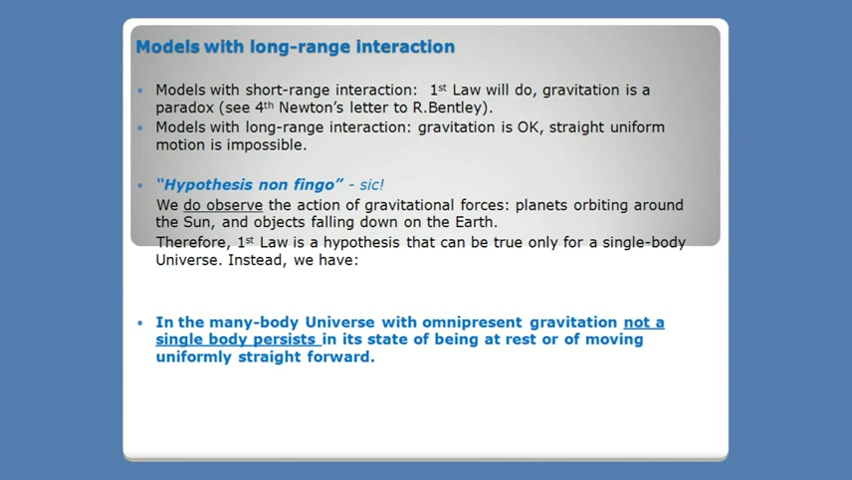 Models with long-range interaction
• Models with short-range interaction: 1st Law will do, gravitation is a
paradox (see 4th Newton's letter to R.Bentley).
• Models with long-range interaction: gravitation is OK, straight uniform
motion is impossible.
• "Hypothesis non fingo" - sic!
We do observe the action of gravitational forces: planets orbiting around
the Sun, and objects falling down on the Earth.
Therefore, 1st Law is a hypothesis that can be true only for a single-body
Universe. Instead, we have:
• In the many-body Universe with omnipresent gravitation not a
single body persists in its state of being at rest or of moving
uniformly straight forward.